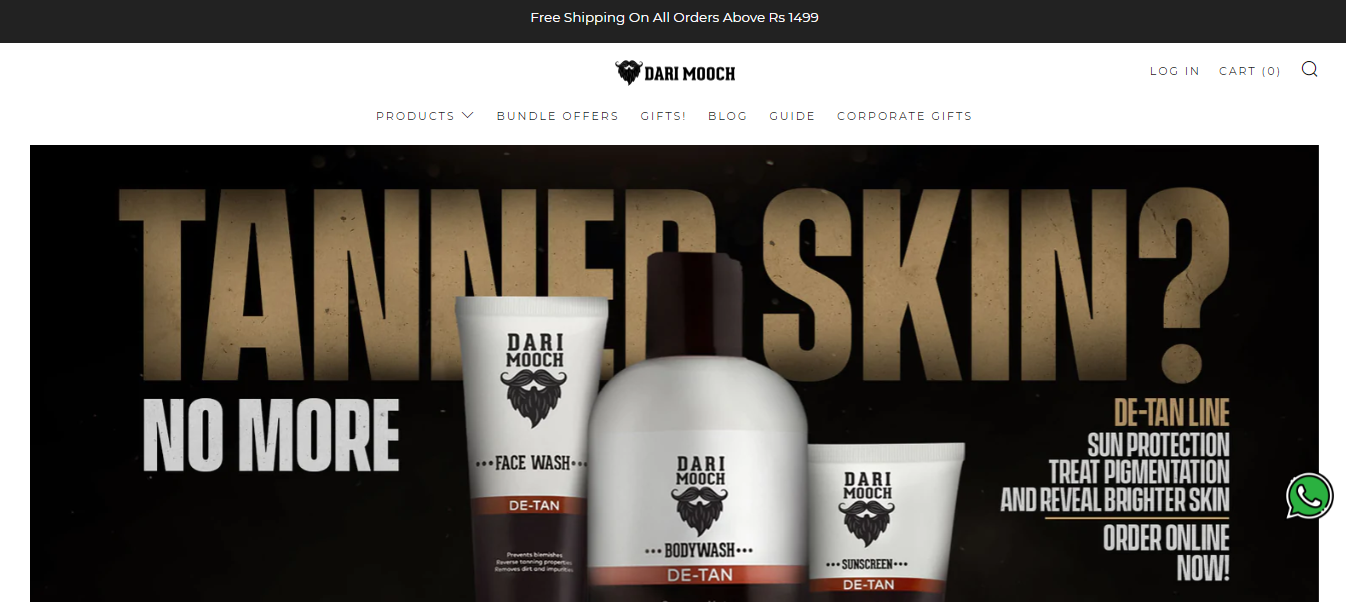 Free Shipping On All Orders Above Rs 1499
DARI MOOCH
LOG IN
CART (0)
PRODUCTS
BUNDLE OFFERS
GIFTS!
BLOG
GUIDE
CORPORATE GIFTS
TANNED SKIN?
NO MORE
DE-TAN LINE
SUN PROTECTION
TREAT PIGMENTATION
AND REVEAL BRIGHTER SKIN
ORDER ONLINE
NOW!
DARI
MOOCH
FACE WASH
DE-TAN
Prevents blemishes
Reverse tanning properties
Removes dirt and impurities
DARI
MOOCH
BODYWASH
DE-TAN
DARI
MOOCH
SUNSCREEN
DE-TAN